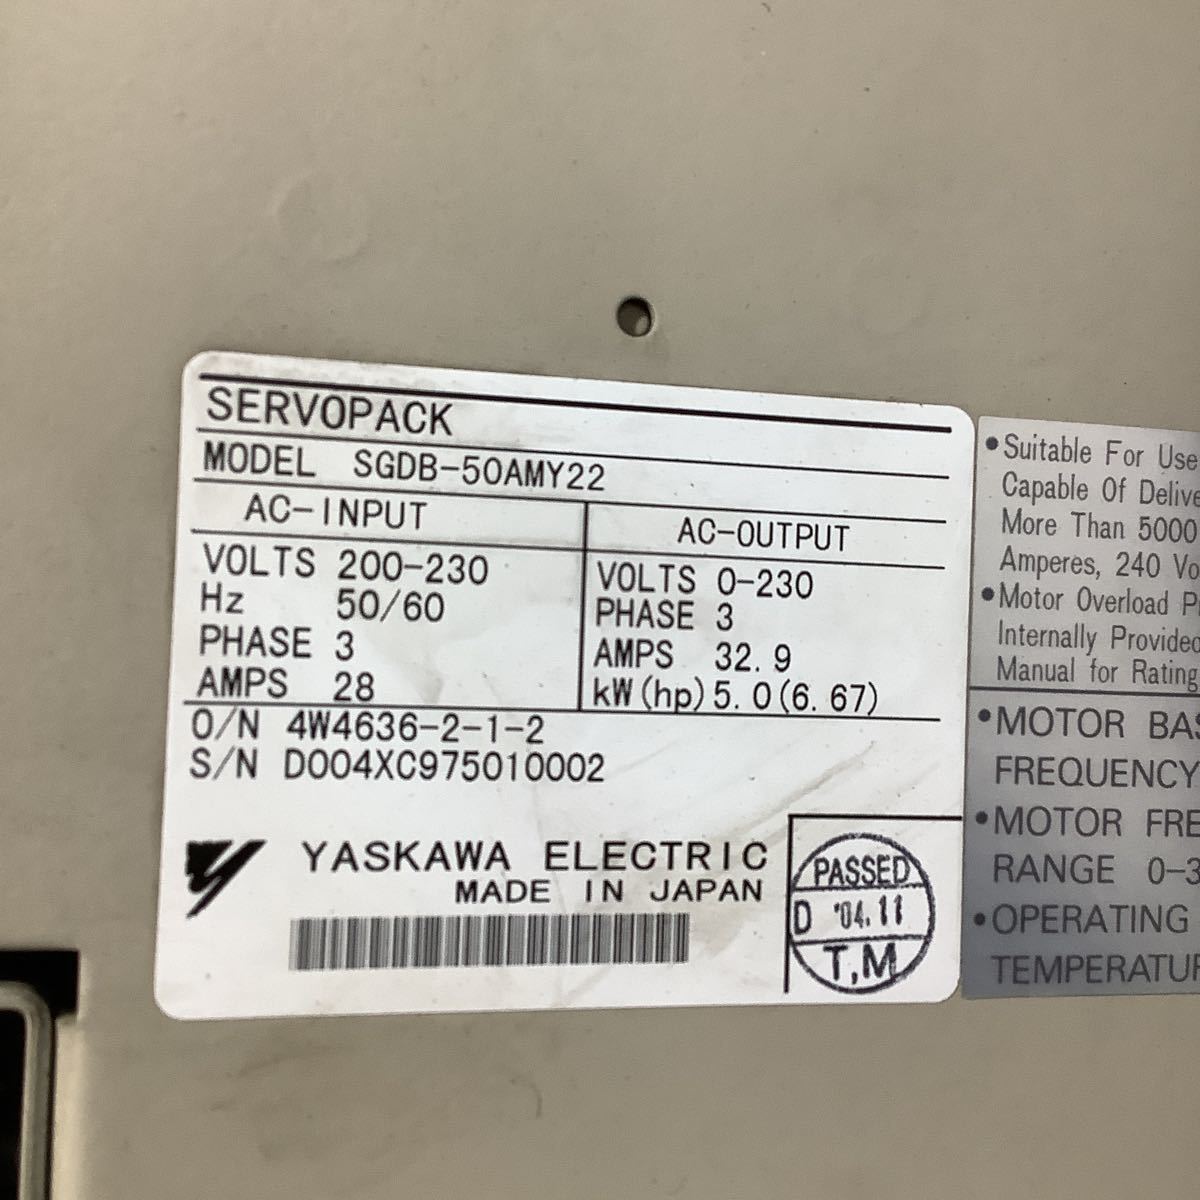 SERVOPACK
MODEL SGDB-50AMY22
AC-INPUT
VOLTS 200-230
Hz 50/60
PHASE 3
AMPS 28
AC-OUTPUT
VOLTS 0-230
PHASE 3
AMPS 32.9
kW(hp) 5.0(6.67)
O/N 4W4636-2-1-2
S/N D004XC975010002
YASKAWA ELECTRIC
MADE IN JAPAN
PASSED
D '04.11
T,M
•Suitable For Use
Capable Of Delive
More Than 5000
Amperes, 240 Vo
•Motor Overload P
Internally Provided
Manual for Rating
•MOTOR BAS
FREQUENCY
•MOTOR FRE
RANGE 0-3
•OPERATING
TEMPERATUR